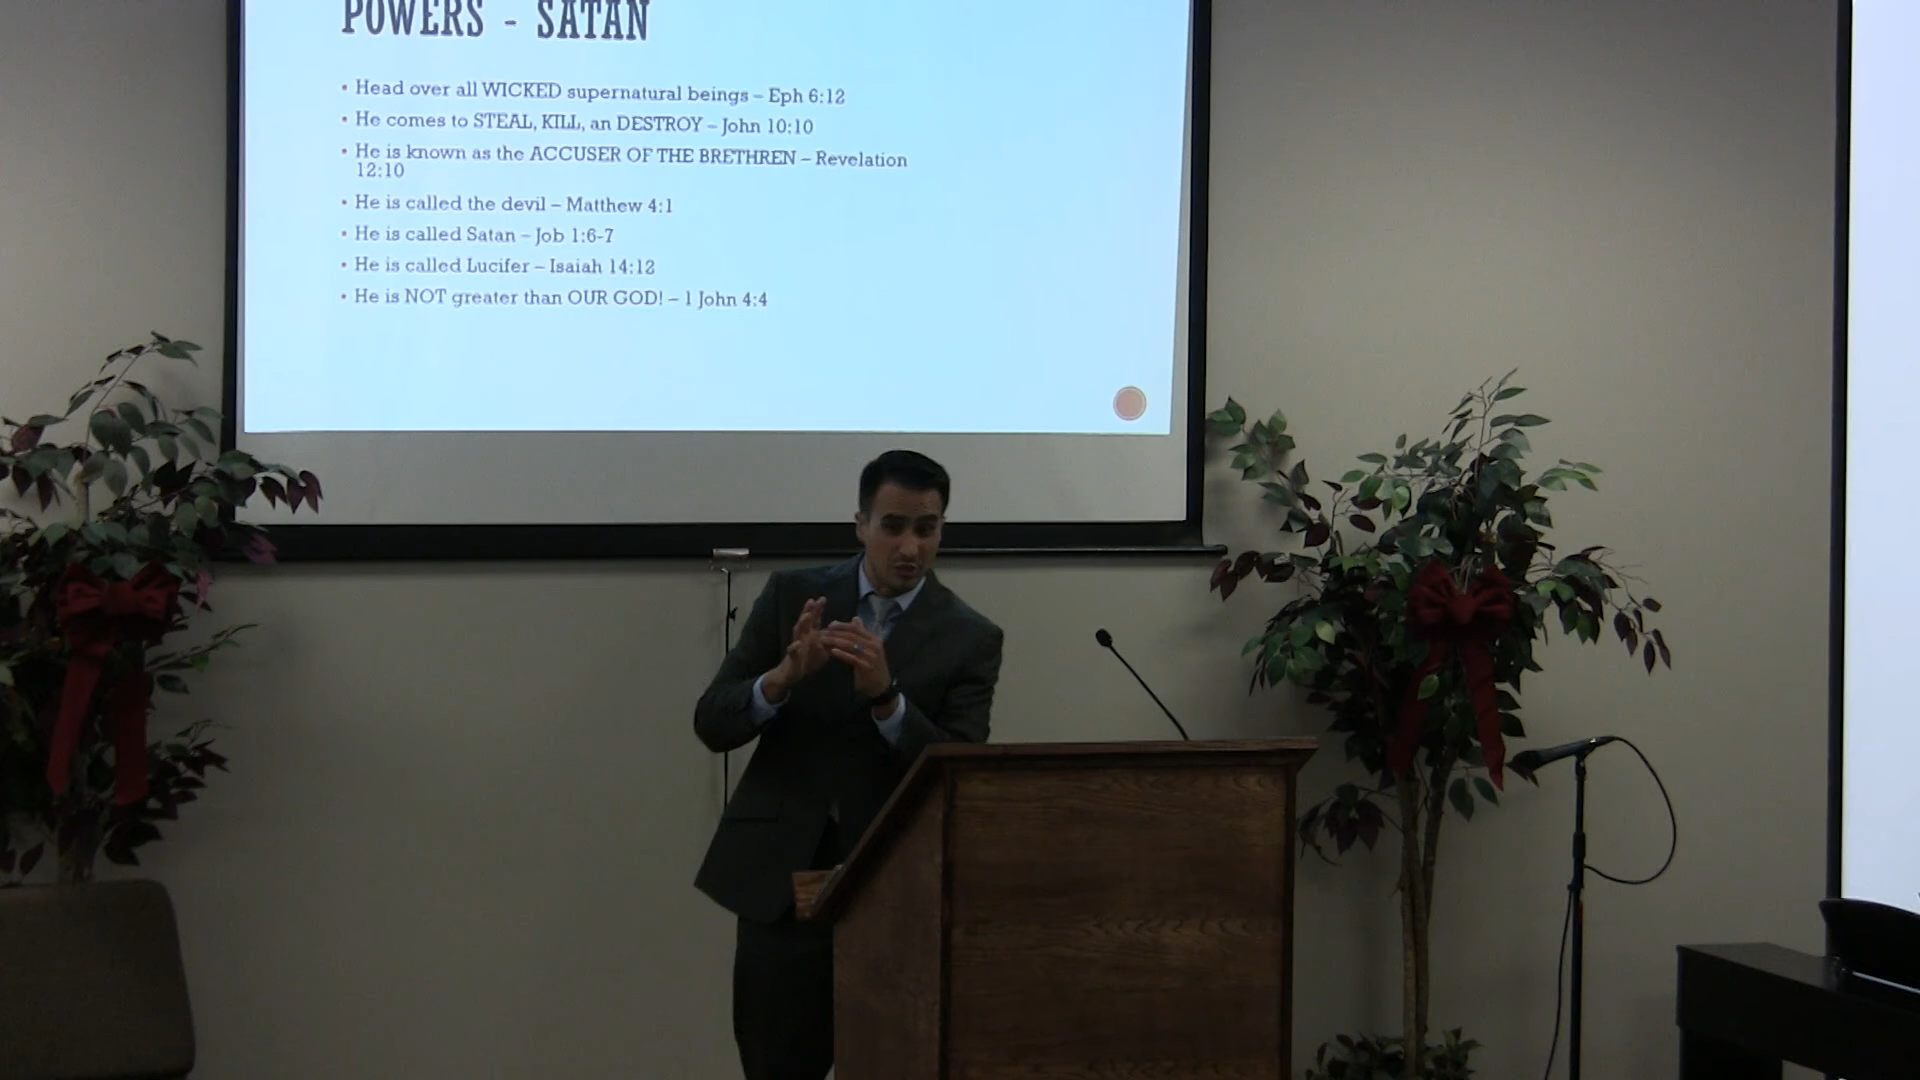 POWERS - SATAN
• Head over all WICKED supernatural beings – Eph 6:12
• He comes to STEAL, KILL, an DESTROY – John 10:10
• He is known as the ACCUSER OF THE BRETHREN – Revelation
12:10
• He is called the devil – Matthew 4:1
• He is called Satan – Job 1:6-7
• He is called Lucifer – Isaiah 14:12
• He is NOT greater than OUR GOD! – 1 John 4:4